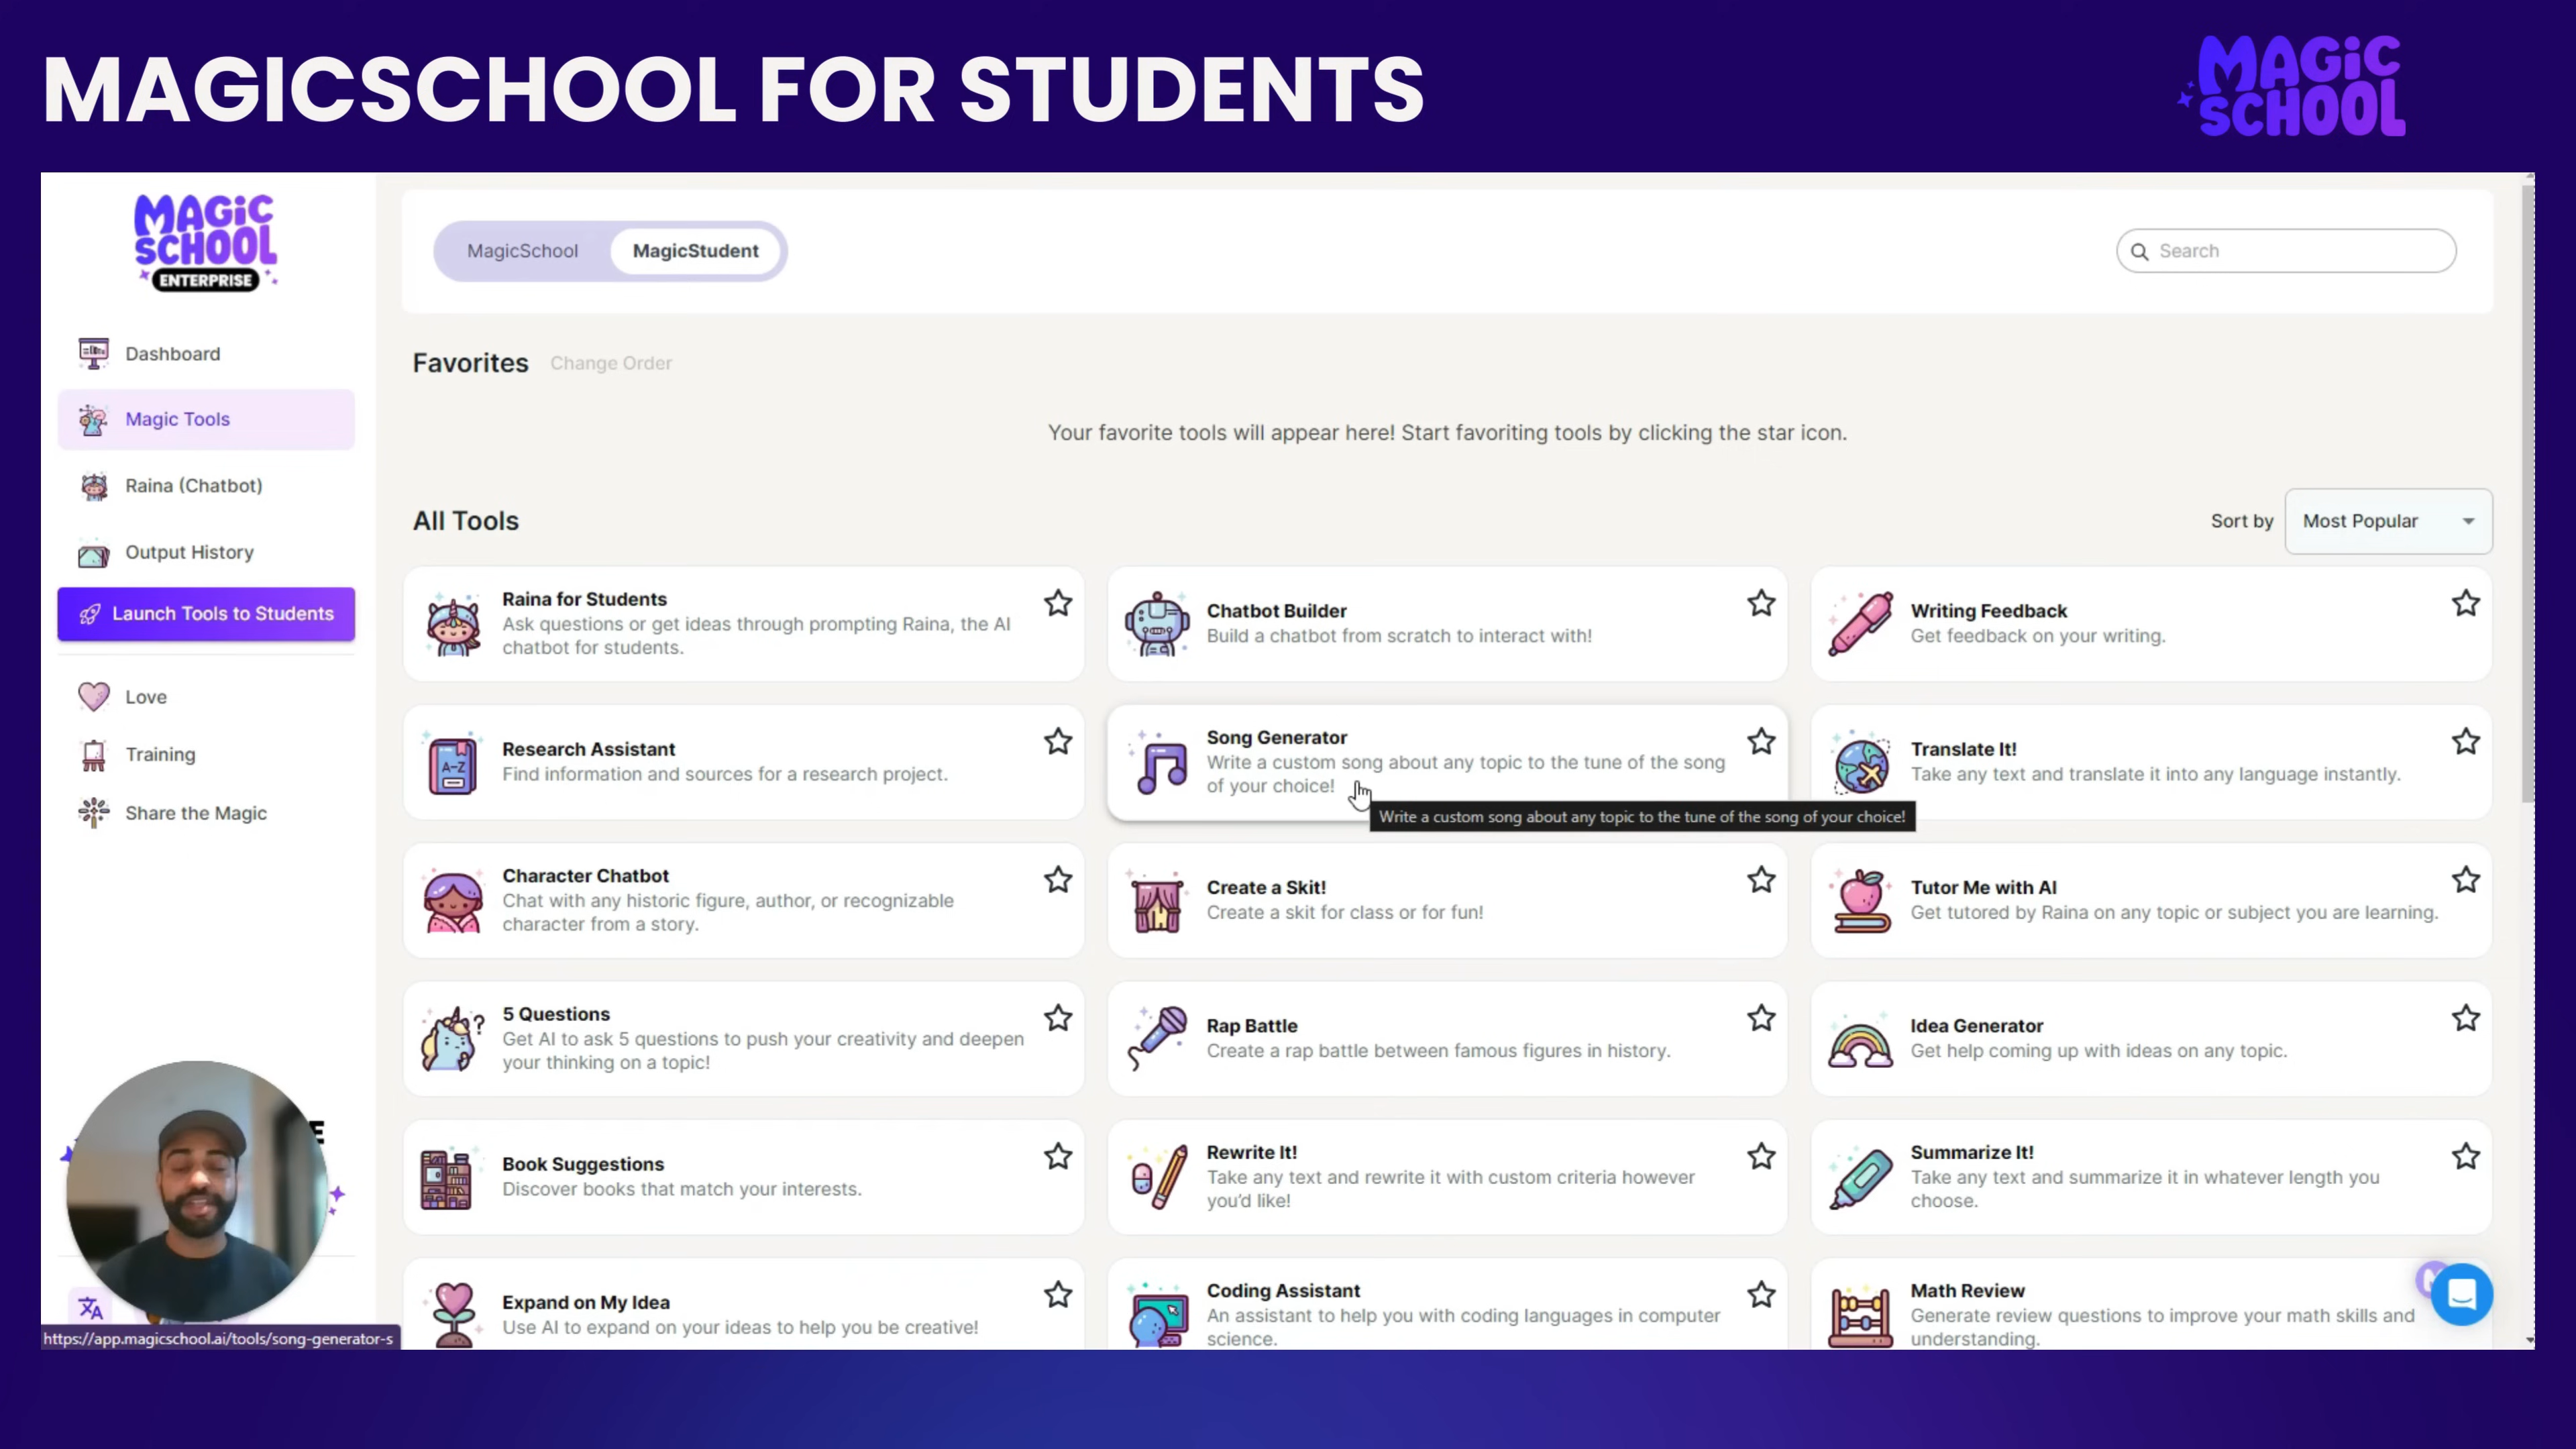 MAGICSCHOOL FOR STUDENTS
MAGiC
SCHOOL
MAGiC
SCHOOL
ENTERPRISE
Dashboard
Magic Tools
Raina (Chatbot)
Output History
Launch Tools to Students
Love
Training
Share the Magic
E
https://app.magicschool.ai/tools/song-generator-s
MagicSchool
MagicStudent
Search
Favorites
Change Order
Your favorite tools will appear here! Start favoriting tools by clicking the star icon.
All Tools
Sort by
Most Popular
Raina for Students
Ask questions or get ideas through prompting Raina, the AI
chatbot for students.
Chatbot Builder
Build a chatbot from scratch to interact with!
Writing Feedback
Get feedback on your writing.
A-Z
Research Assistant
Find information and sources for a research project.
Song Generator
Write a custom song about any topic to the tune of the song
of your choice!
Write a custom song about any topic to the tune of the song of your choice!
Translate It!
Take any text and translate it into any language instantly.
Character Chatbot
Chat with any historic figure, author, or recognizable
character from a story.
Create a Skit!
Create a skit for class or for fun!
Tutor Me with AI
Get tutored by Raina on any topic or subject you are learning.
?
5 Questions
Get AI to ask 5 questions to push your creativity and deepen
your thinking on a topic!
Rap Battle
Create a rap battle between famous figures in history.
Idea Generator
Get help coming up with ideas on any topic.
Book Suggestions
Discover books that match your interests.
Rewrite It!
Take any text and rewrite it with custom criteria however
you'd like!
Summarize It!
Take any text and summarize it in whatever length you
choose.
Expand on My Idea
Use AI to expand on your ideas to help you be creative!
Coding Assistant
An assistant to help you with coding languages in computer
science.
Math Review
Generate review questions to improve your math skills and
understanding.